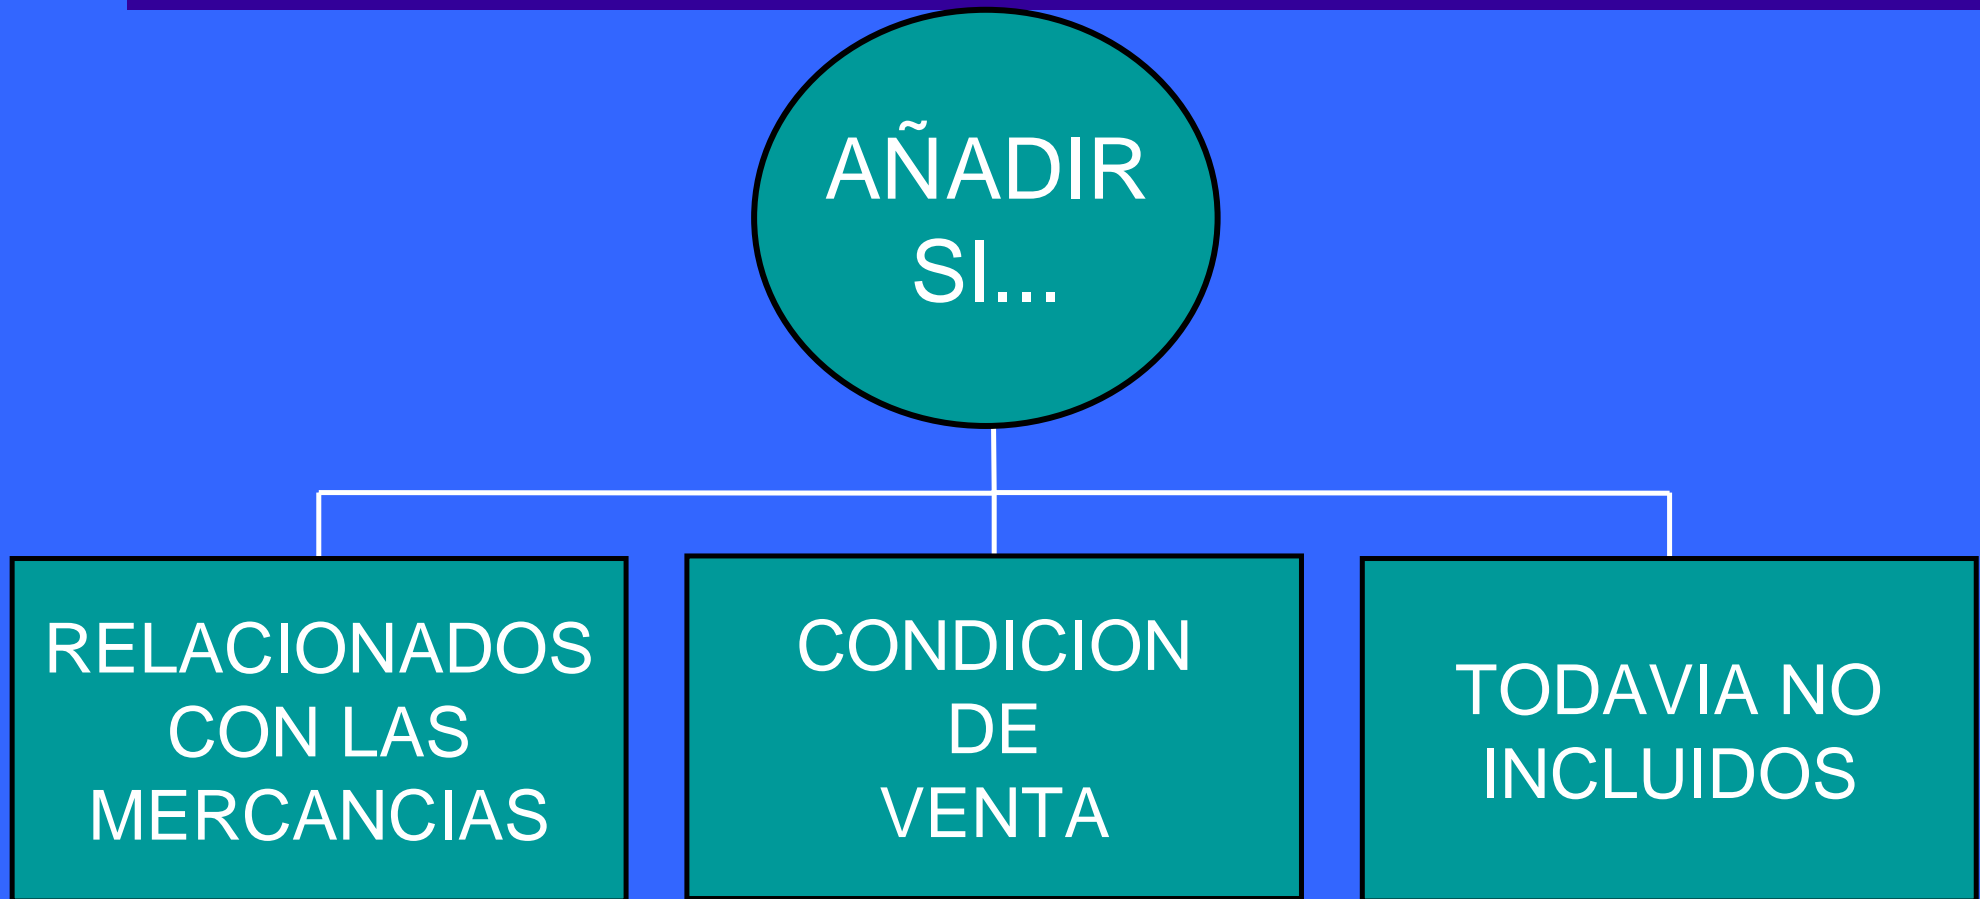 AÑADIR
SI...
RELACIONADOS
CON LAS
MERCANCIAS
CONDICION
DE
VENTA
TODAVIA NO
INCLUIDOS